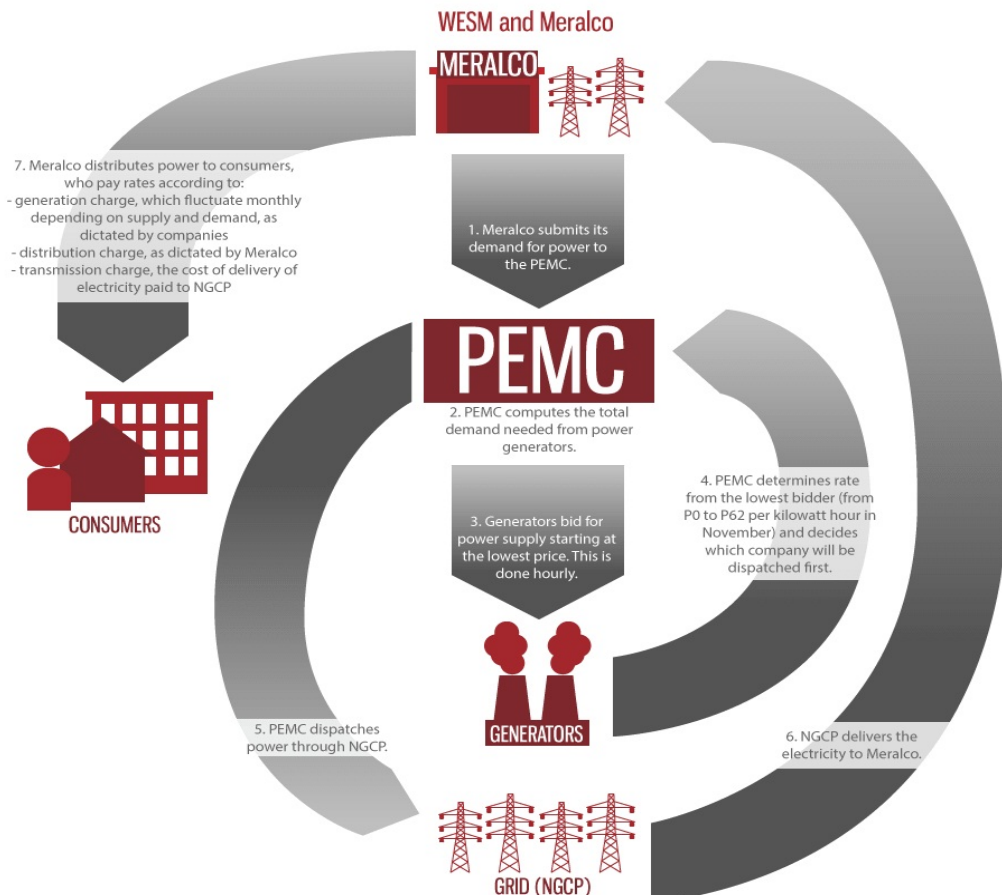 WESM and Meralco
MERALCO
7. Meralco distributes power to consumers,
who pay rates according to:
- generation charge, which fluctuate monthly
depending on supply and demand, as
dictated by companies
- distribution charge, as dictated by Meralco
- transmission charge, the cost of delivery of
electricity paid to NGCP
1. Meralco submits its
demand for power to
the PEMC.
PEMC
2. PEMC computes the total
demand needed from power
generators.
CONSUMERS
3. Generators bid for
power supply starting at
the lowest price. This is
done hourly.
4. PEMC determines rate
from the lowest bidder (from
P0 to P62 per kilowatt hour in
November) and decides
which company will be
dispatched first.
GENERATORS
5. PEMC dispatches
power through NGCP.
6. NGCP delivers the
electricity to Meralco.
GRID (NGCP)